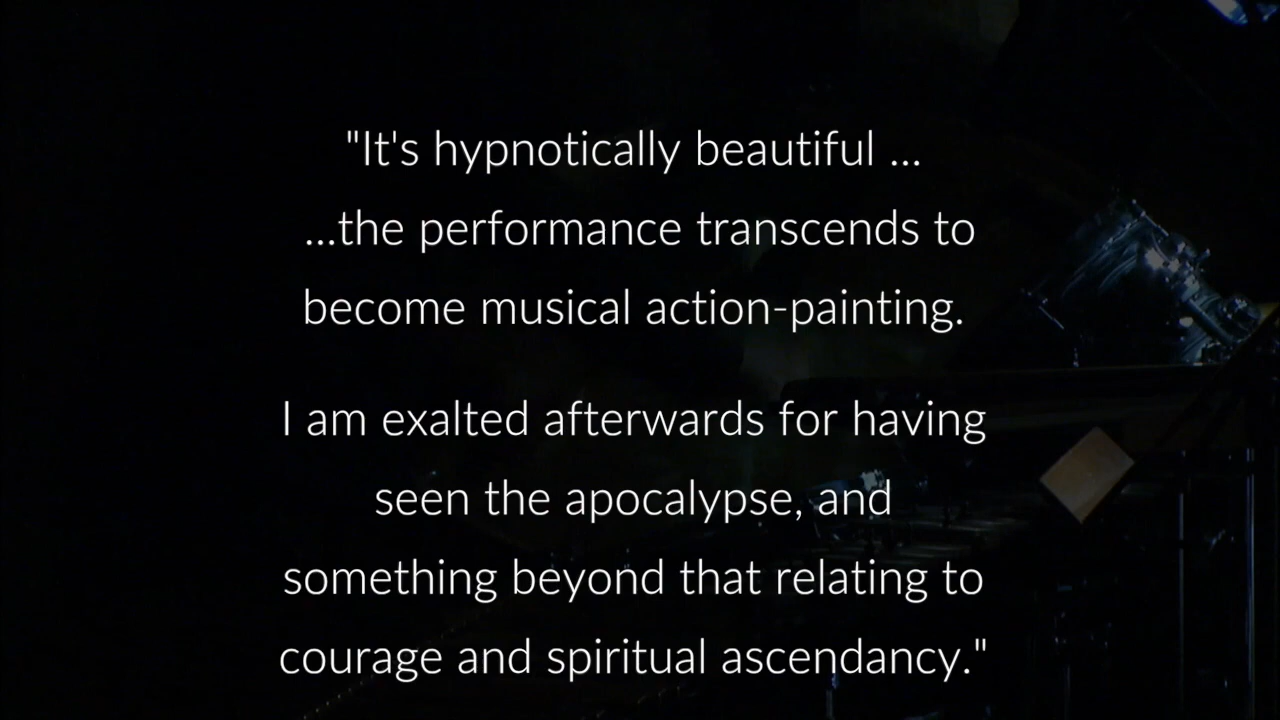 "It's hypnotically beautiful ...
...the performance transcends to
become musical action-painting.
I am exalted afterwards for having
seen the apocalypse, and
something beyond that relating to
courage and spiritual ascendancy."